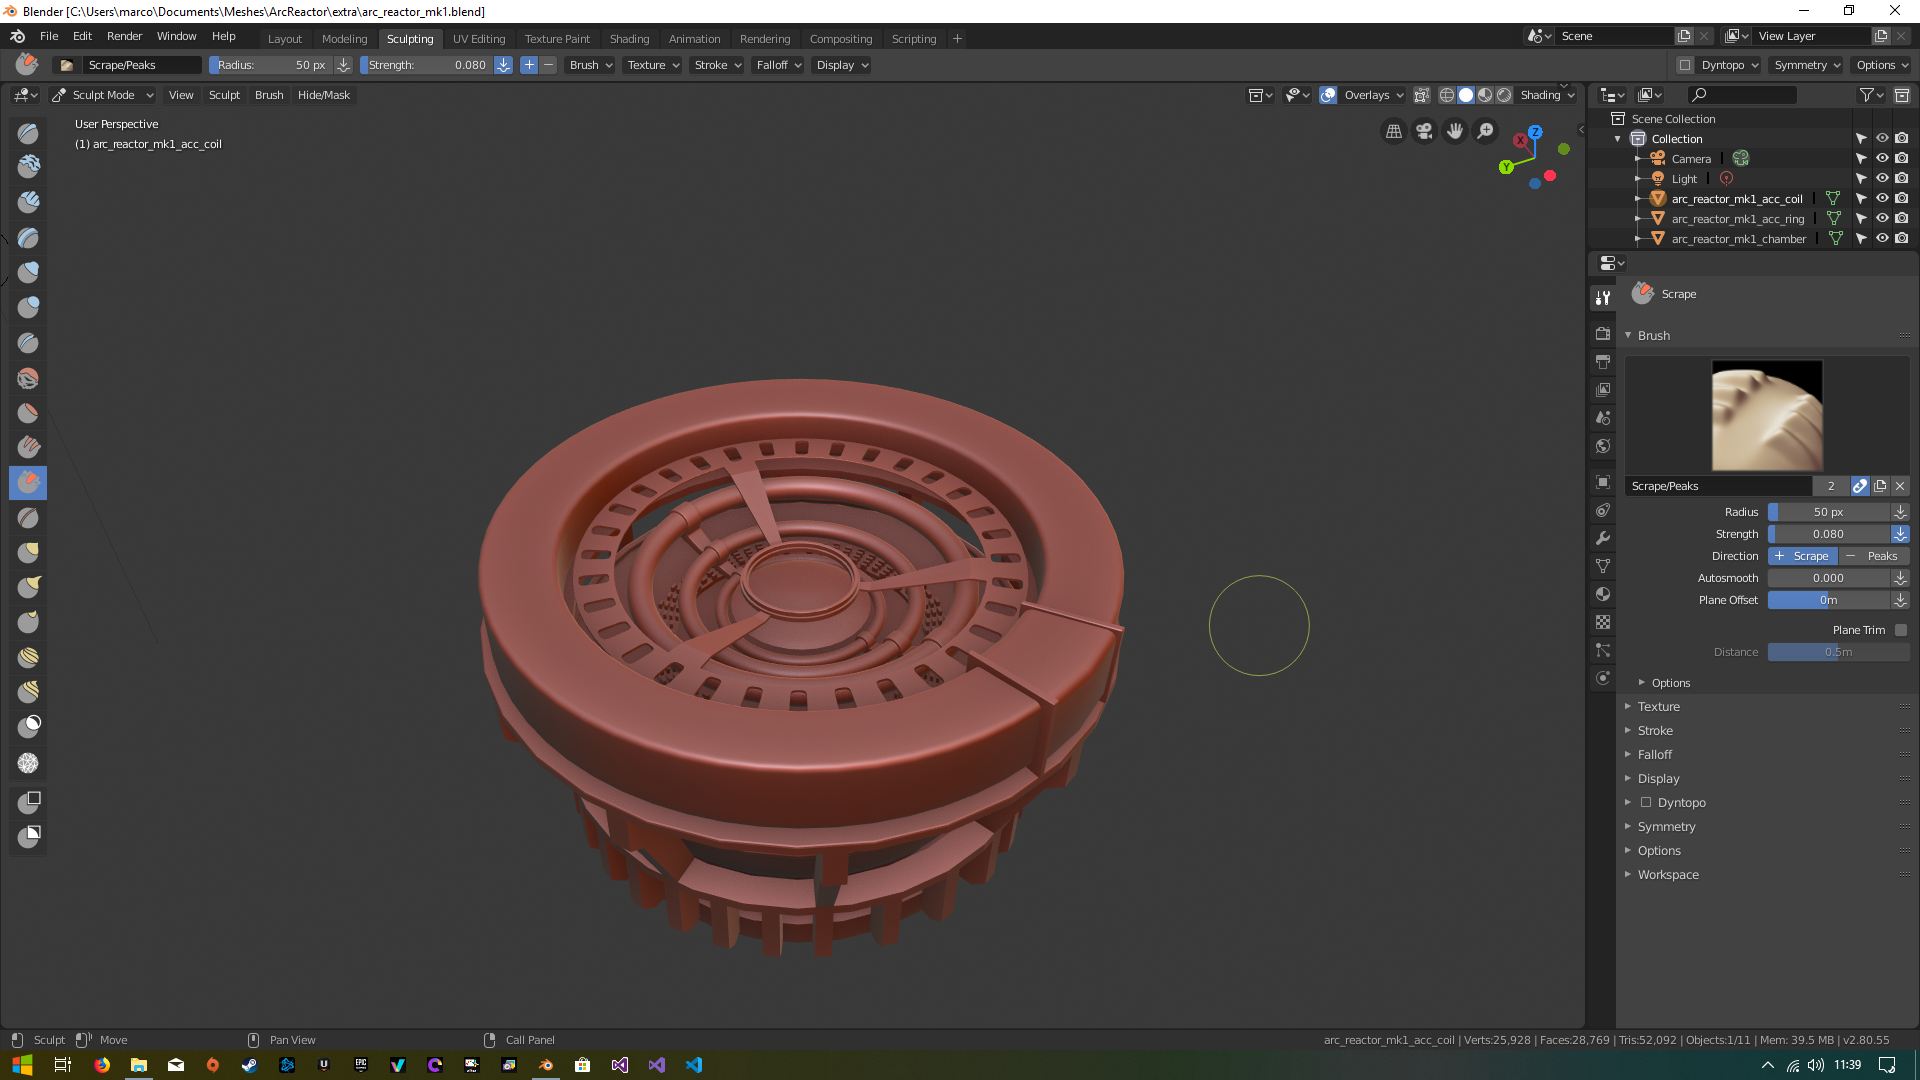 Blender [C:\Users\marco\Documents\Meshes\ArcReactor\extra\arc_reactor_mk1.blend]
File Edit Render Window Help Layout Modeling Sculpting UV Editing Texture Paint Shading Animation Rendering Compositing Scripting + Scene View Layer
Scrape/Peaks Radius: 50 px Strength: 0.080 Brush Texture Stroke Falloff Display Dyntopo Symmetry Options
Sculpt Mode View Sculpt Brush Hide/Mask Overlays Shading
User Perspective
(1) arc_reactor_mk1_acc_coil
Z
X
Y
Scene Collection
Collection
Camera
Light
arc_reactor_mk1_acc_coil
arc_reactor_mk1_acc_ring
arc_reactor_mk1_chamber
Scrape
Brush
Scrape/Peaks 2
Radius 50 px
Strength 0.080
Direction + Scrape − Peaks
Autosmooth 0.000
Plane Offset 0m
Plane Trim
Distance 0.5m
Options
Texture
Stroke
Falloff
Display
Dyntopo
Symmetry
Options
Workspace
Sculpt Move Pan View Call Panel arc_reactor_mk1_acc_coil | Verts:25,928 | Faces:28,769 | Tris:52,092 | Objects:1/11 | Mem: 39.5 MB | v2.80.55
11:39